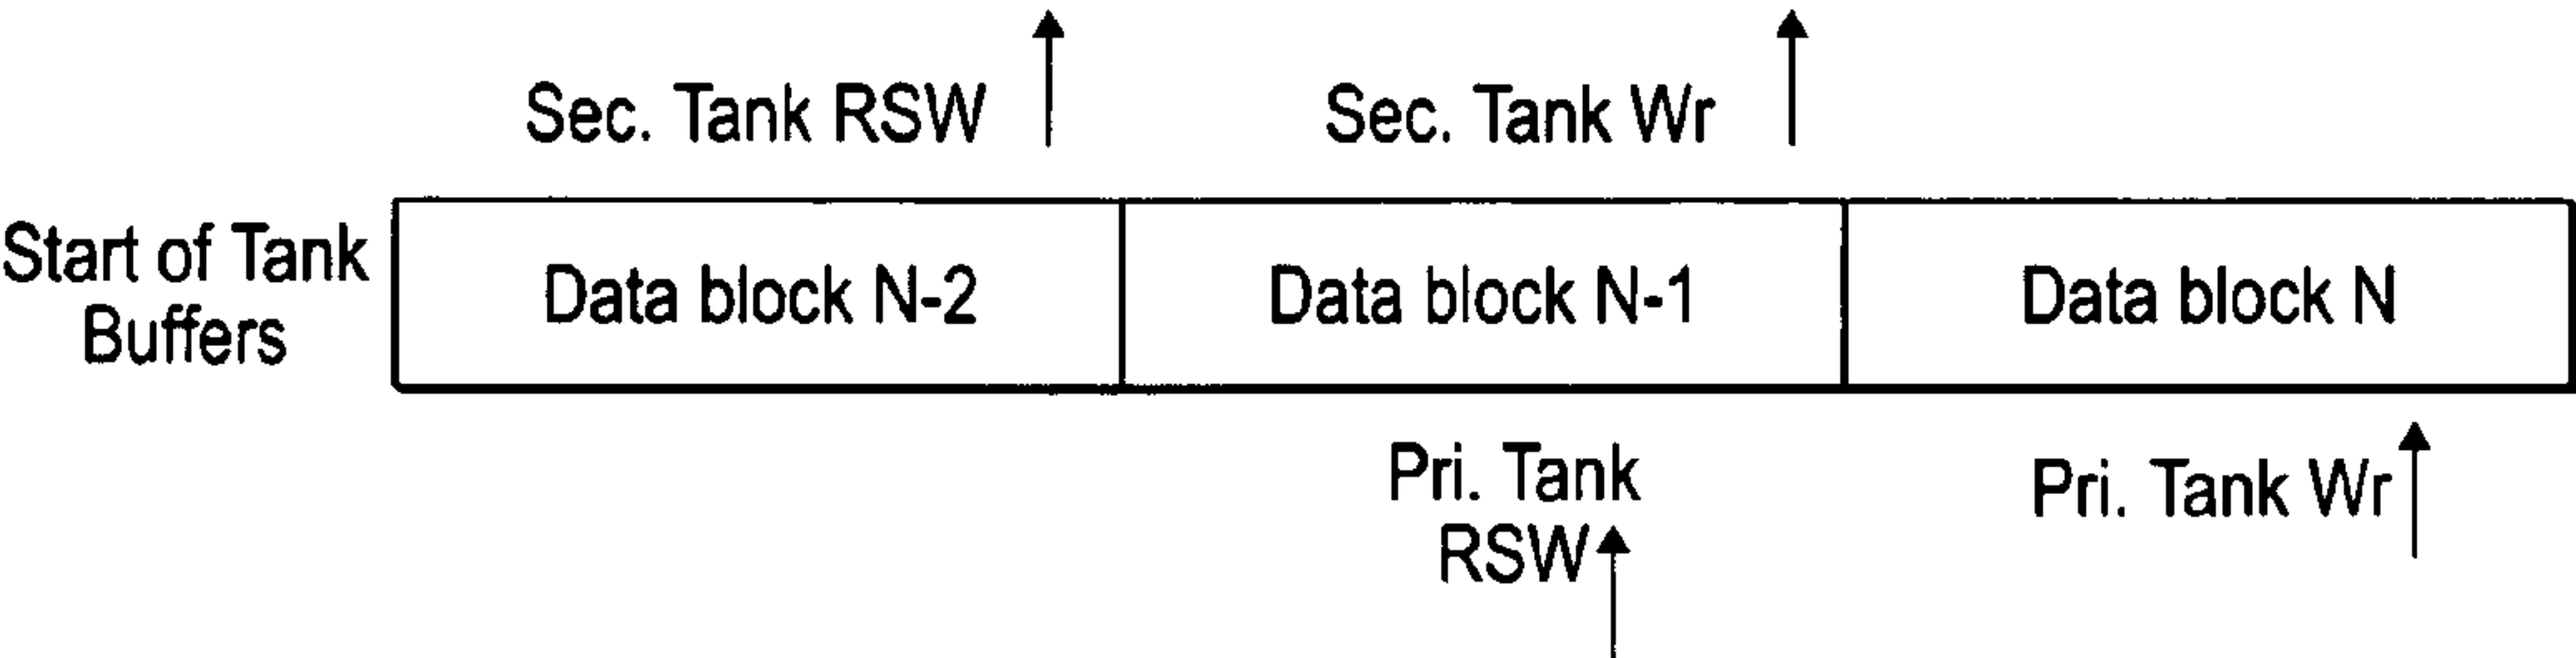 Sec. Tank RSW
Sec. Tank Wr
Start of Tank
Buffers
Data block N-2
Data block N-1
Data block N
Pri. Tank
RSW
Pri. Tank Wr